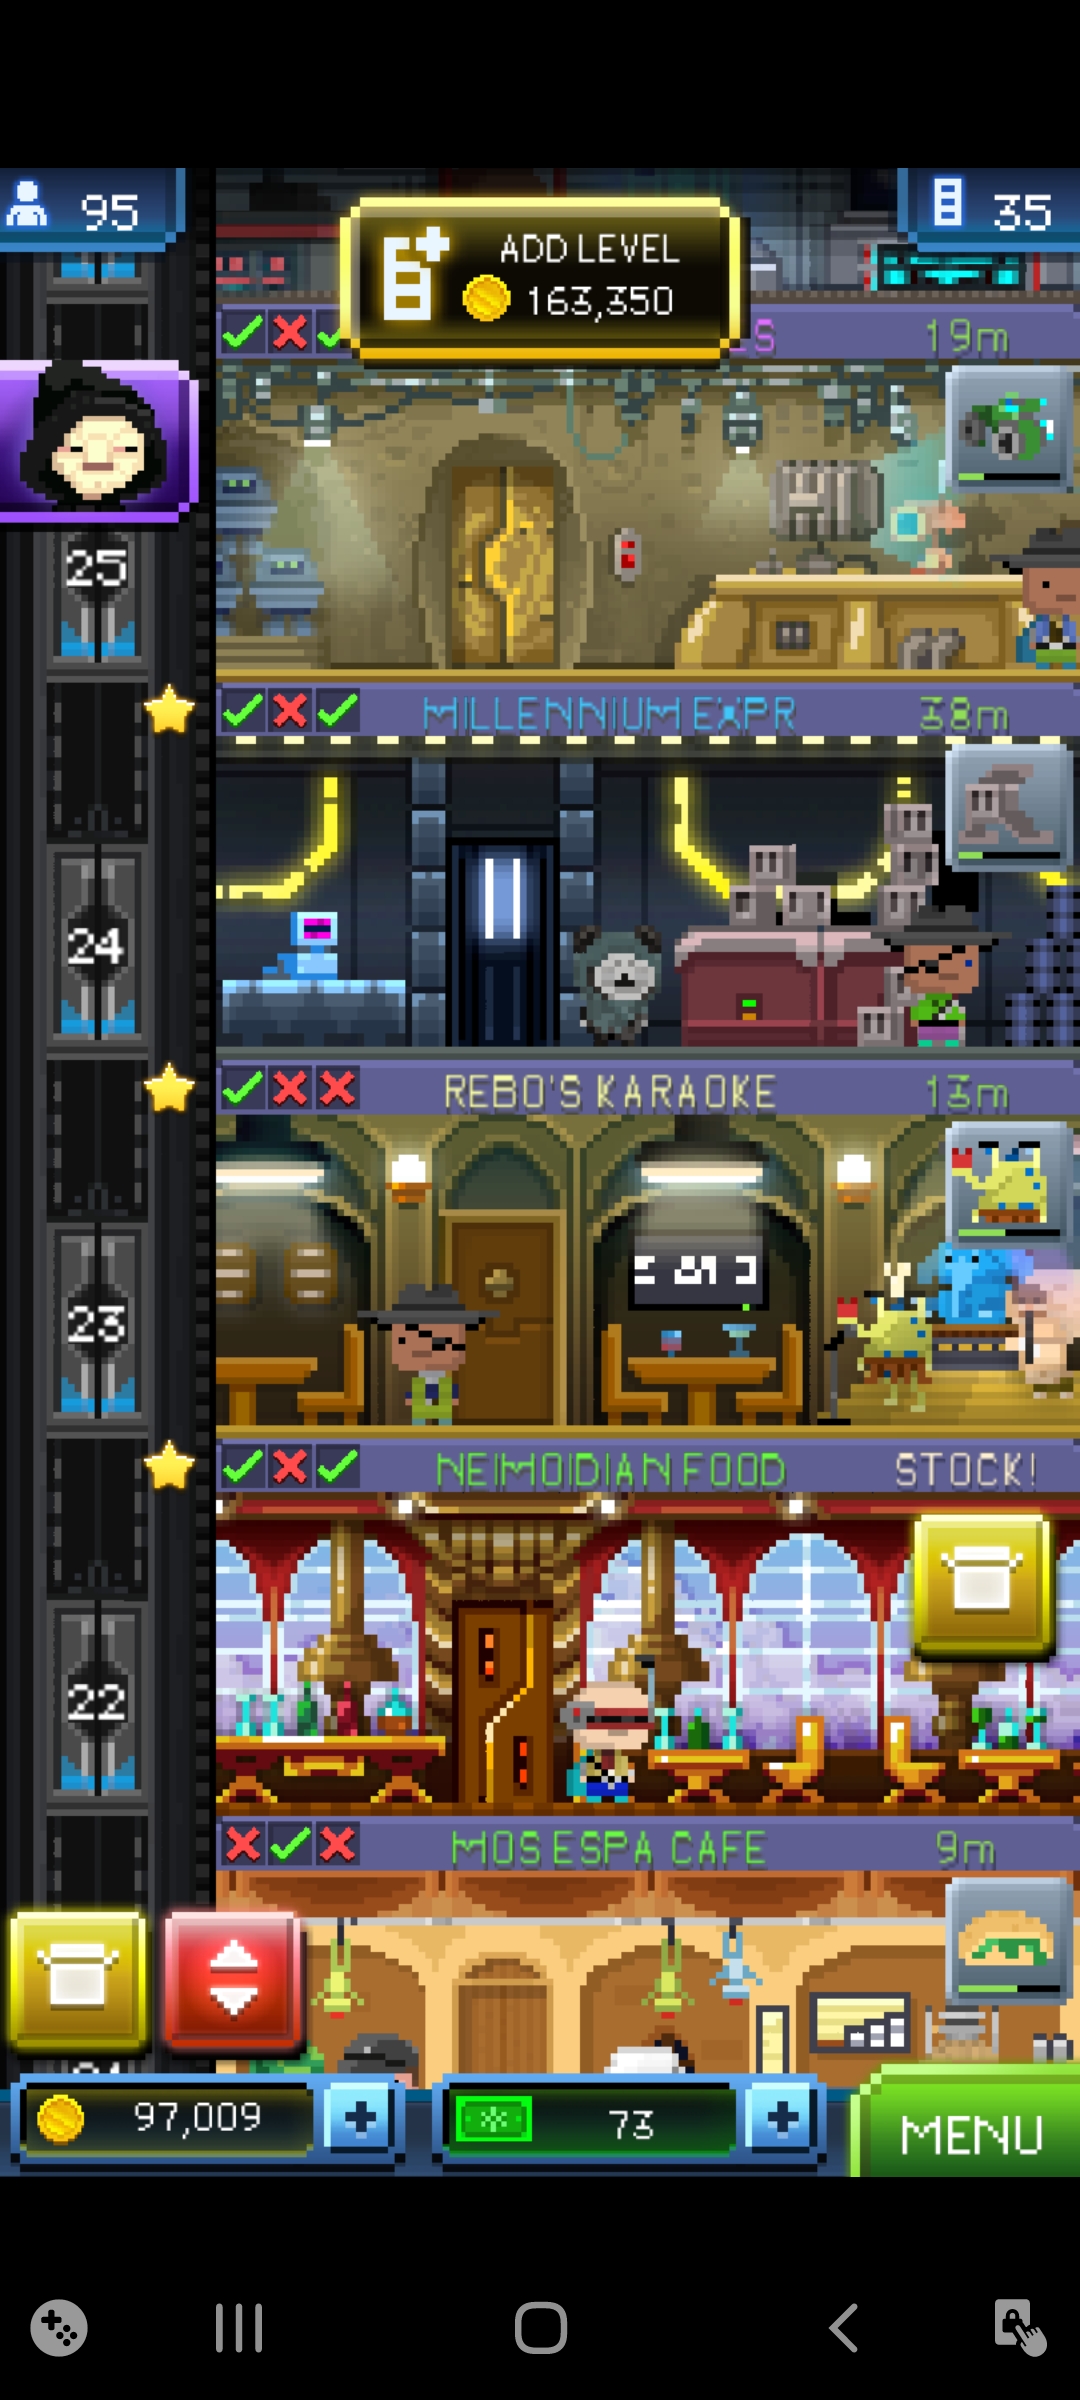 95
35
ADD LEVEL
163,350
19m
25
MILLENNIUM EXPR
38m
24
REBO'S KARAOKE
13m
23
NEIMOIDIAN FOOD
STOCK!
22
MOS ESPA CAFE
9m
97,009
73
MENU